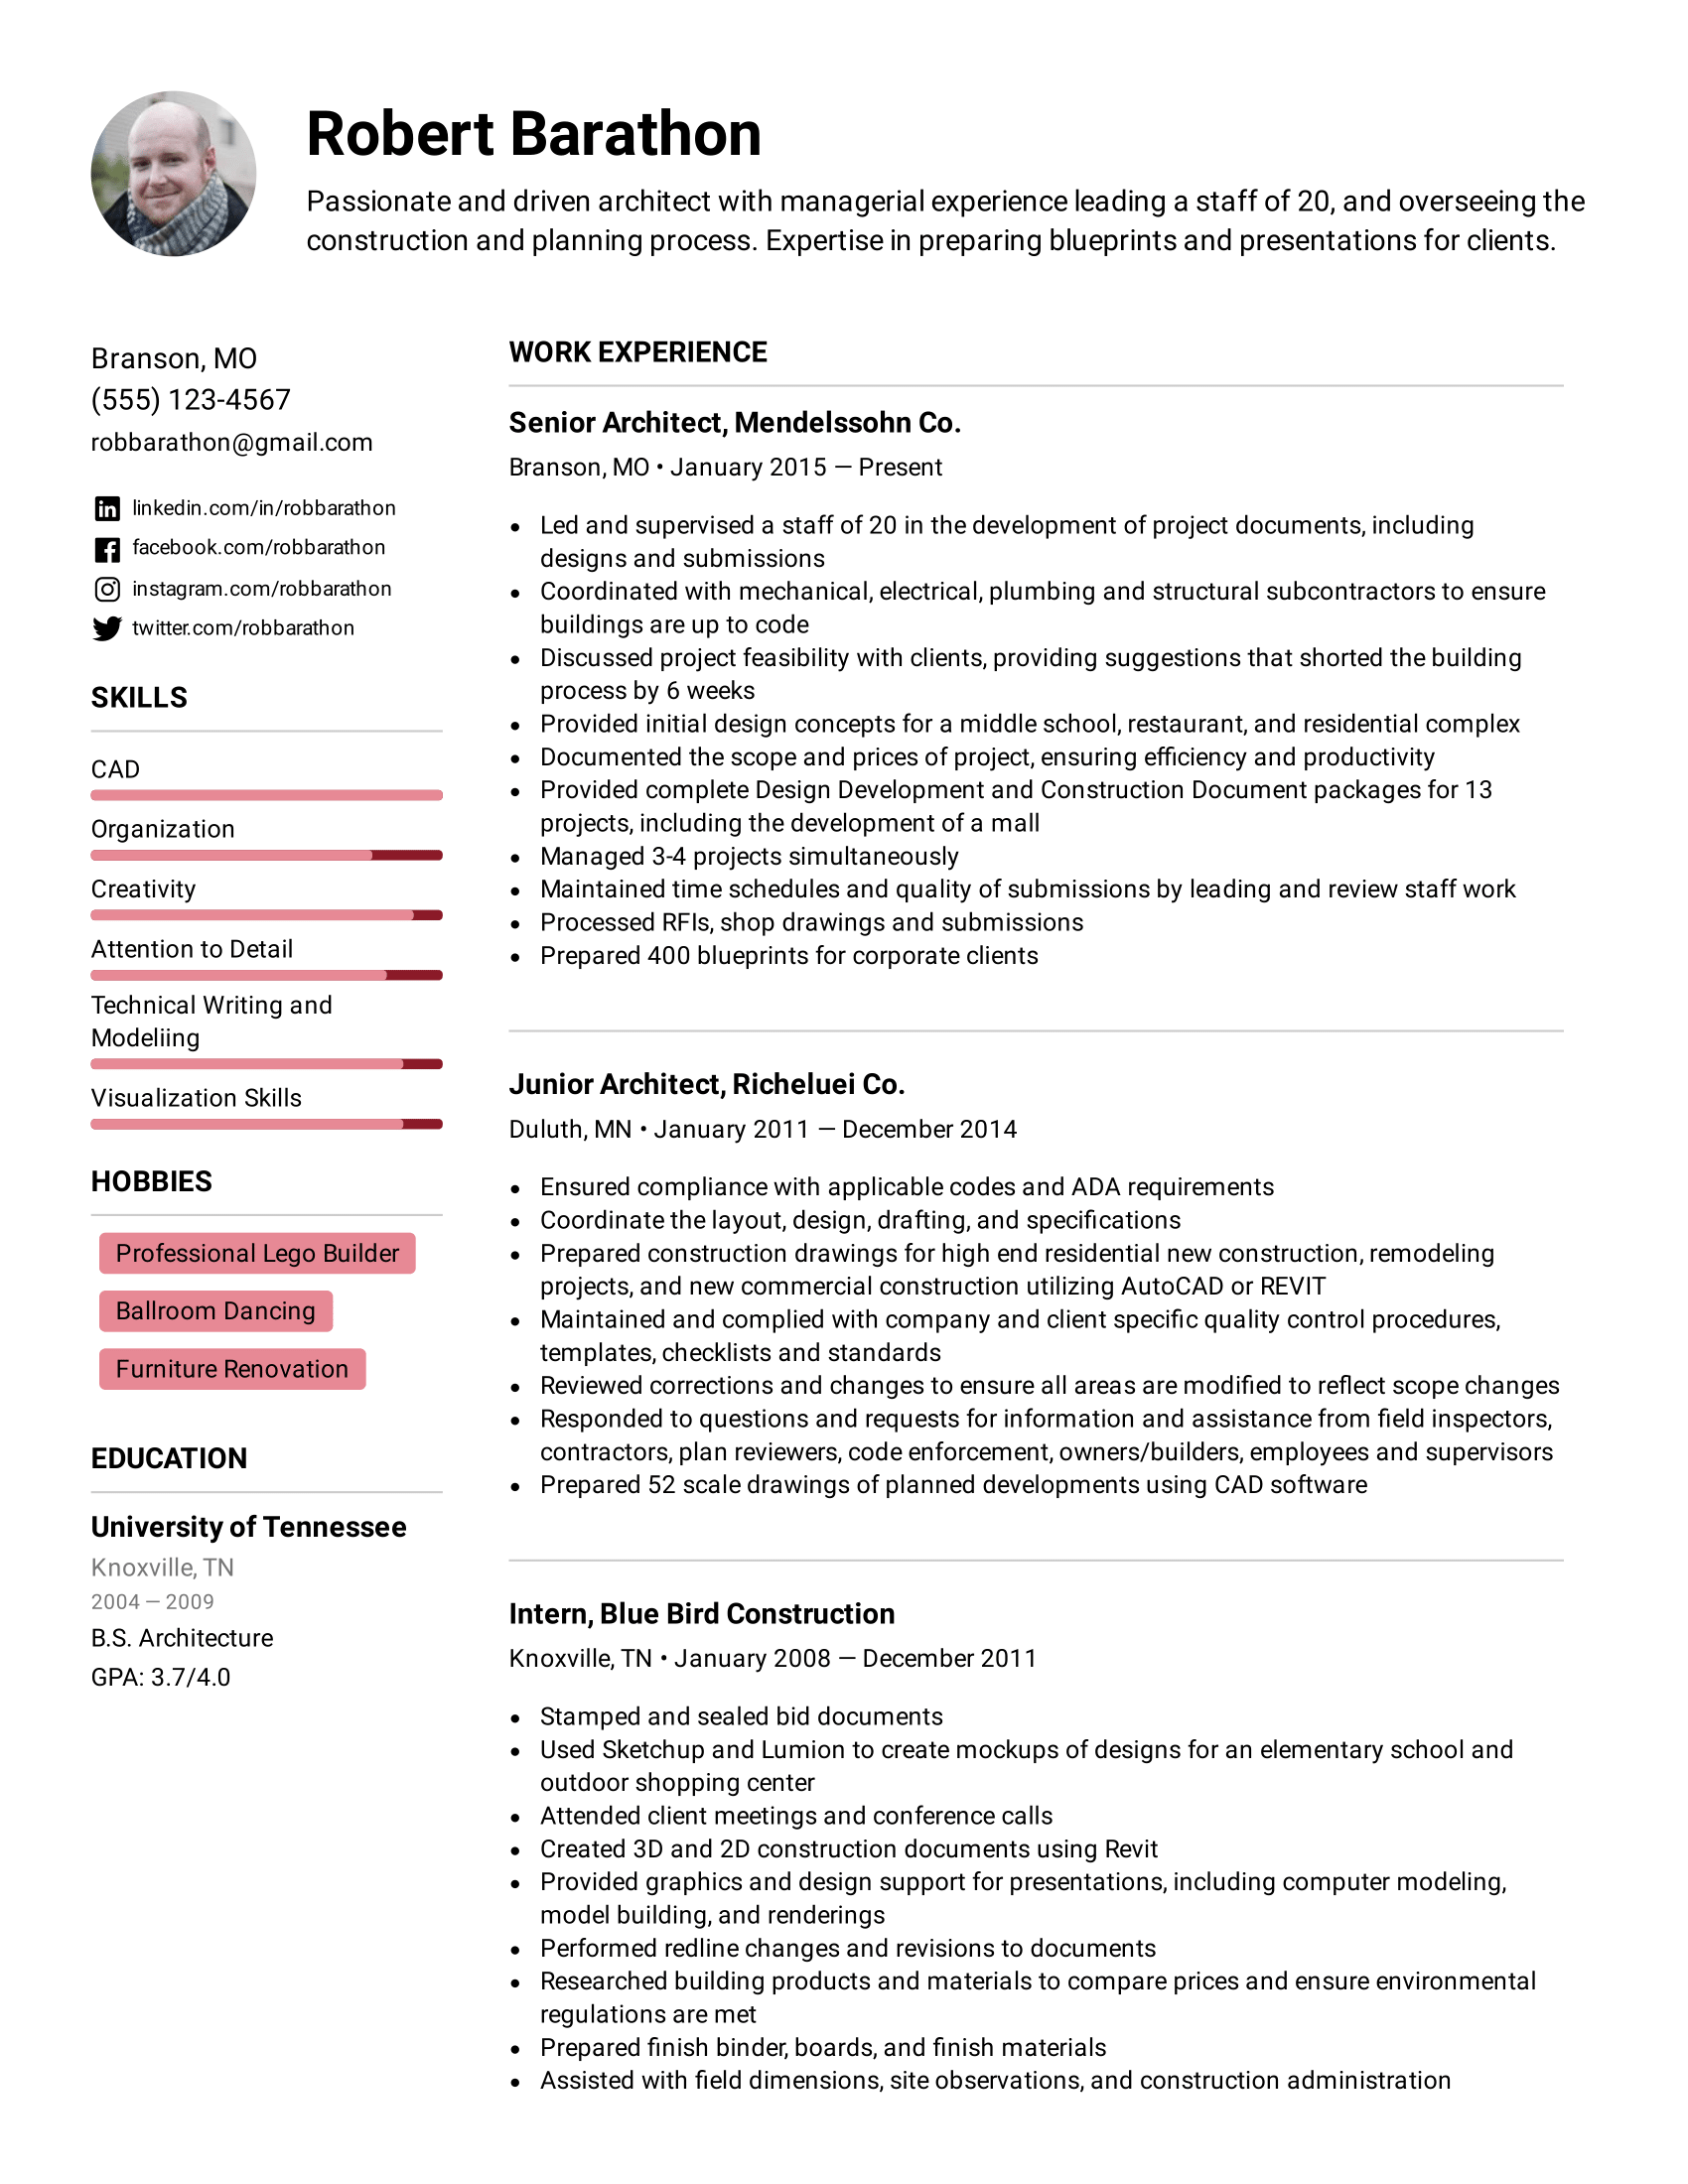 Robert Barathon
Passionate and driven architect with managerial experience leading a staff of 20, and overseeing the
construction and planning process. Expertise in preparing blueprints and presentations for clients.
Branson, MO
(555) 123-4567
robbarathon@gmail.com
linkedin.com/in/robbarathon
facebook.com/robbarathon
instagram.com/robbarathon
twitter.com/robbarathon
SKILLS
CAD
Organization
Creativity
Attention to Detail
Technical Writing and
Modeliing
Visualization Skills
HOBBIES
Professional Lego Builder
Ballroom Dancing
Furniture Renovation
EDUCATION
University of Tennessee
Knoxville, TN
2004 — 2009
B.S. Architecture
GPA: 3.7/4.0
WORK EXPERIENCE
Senior Architect, Mendelssohn Co.
Branson, MO • January 2015 — Present
• Led and supervised a staff of 20 in the development of project documents, including
designs and submissions
• Coordinated with mechanical, electrical, plumbing and structural subcontractors to ensure
buildings are up to code
• Discussed project feasibility with clients, providing suggestions that shorted the building
process by 6 weeks
• Provided initial design concepts for a middle school, restaurant, and residential complex
• Documented the scope and prices of project, ensuring efficiency and productivity
• Provided complete Design Development and Construction Document packages for 13
projects, including the development of a mall
• Managed 3-4 projects simultaneously
• Maintained time schedules and quality of submissions by leading and review staff work
• Processed RFIs, shop drawings and submissions
• Prepared 400 blueprints for corporate clients
Junior Architect, Richeluei Co.
Duluth, MN • January 2011 — December 2014
• Ensured compliance with applicable codes and ADA requirements
• Coordinate the layout, design, drafting, and specifications
• Prepared construction drawings for high end residential new construction, remodeling
projects, and new commercial construction utilizing AutoCAD or REVIT
• Maintained and complied with company and client specific quality control procedures,
templates, checklists and standards
• Reviewed corrections and changes to ensure all areas are modified to reflect scope changes
• Responded to questions and requests for information and assistance from field inspectors,
contractors, plan reviewers, code enforcement, owners/builders, employees and supervisors
• Prepared 52 scale drawings of planned developments using CAD software
Intern, Blue Bird Construction
Knoxville, TN • January 2008 — December 2011
• Stamped and sealed bid documents
• Used Sketchup and Lumion to create mockups of designs for an elementary school and
outdoor shopping center
• Attended client meetings and conference calls
• Created 3D and 2D construction documents using Revit
• Provided graphics and design support for presentations, including computer modeling,
model building, and renderings
• Performed redline changes and revisions to documents
• Researched building products and materials to compare prices and ensure environmental
regulations are met
• Prepared finish binder, boards, and finish materials
• Assisted with field dimensions, site observations, and construction administration